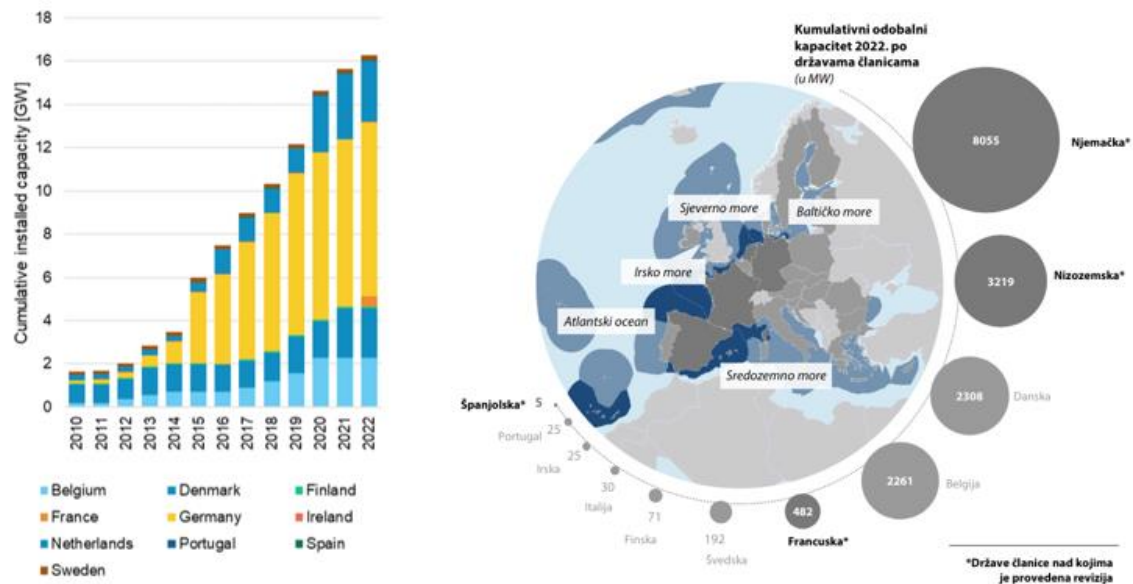 18
16
14
12
10
8
6
4
2
0
Cumulative installed capacity [GW]
2010
2011
2012
2013
2014
2015
2016
2017
2018
2019
2020
2021
2022
Belgium
Denmark
Finland
France
Germany
Ireland
Netherlands
Portugal
Spain
Sweden
Kumulativni odobalni
kapacitet 2022. po
državama članicama
(u MW)
8055
Njemačka*
3219
Nizozemska*
2308
Danska
2261
Belgija
482
Francuska*
192
Švedska
71
Finska
30
Italija
25
Irska
25
Portugal
5
Španjolska*
Sjeverno more
Baltičko more
Irsko more
Atlantski ocean
Sredozemno more
*Države članice nad kojima
je provedena revizija